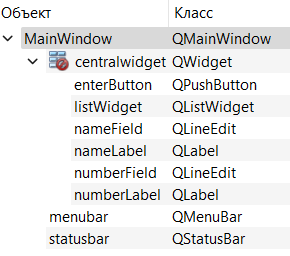 Объект Класс
MainWindow QMainWindow
centralwidget QWidget
enterButton QPushButton
listWidget QListWidget
nameField QLineEdit
nameLabel QLabel
numberField QLineEdit
numberLabel QLabel
menubar QMenuBar
statusbar QStatusBar